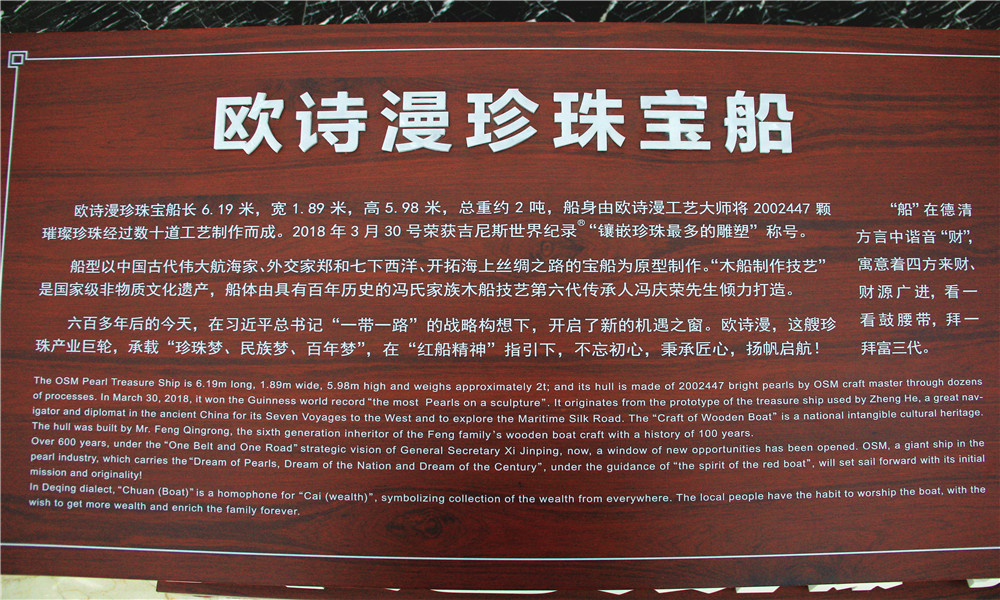 欧诗漫珍珠宝船
欧诗漫珍珠宝船长 6.19 米，宽 1.89 米，高 5.98 米，总重约 2 吨，船身由欧诗漫工艺大师将 2002447 颗
璀璨珍珠经过数十道工艺制作而成。2018 年 3 月 30 号荣获吉尼斯世界纪录®“镶嵌珍珠最多的雕塑”称号。
船型以中国古代伟大航海家、外交家郑和七下西洋、开拓海上丝绸之路的宝船为原型制作。“木船制作技艺”
是国家级非物质文化遗产，船体由具有百年历史的冯氏家族木船技艺第六代传承人冯庆荣先生倾力打造。
六百多年后的今天，在习近平总书记“一带一路”的战略构想下，开启了新的机遇之窗。欧诗漫，这艘珍
珠产业巨轮，承载“珍珠梦、民族梦、百年梦”，在“红船精神”指引下，不忘初心，秉承匠心，扬帆启航！
“船”在德清
方言中谐音“财”，
寓意着四方来财、
财源广进，看一
看鼓腰带，拜一
拜富三代。
The OSM Pearl Treasure Ship is 6.19m long, 1.89m wide, 5.98m high and weighs approximately 2t; and its hull is made of 2002447 bright pearls by OSM craft master through dozens
of processes. In March 30, 2018, it won the Guinness world record “the most Pearls on a sculpture”. It originates from the prototype of the treasure ship used by Zheng He, a great nav-
igator and diplomat in the ancient China for its Seven Voyages to the West and to explore the Maritime Silk Road. The “Craft of Wooden Boat” is a national intangible cultural heritage.
The hull was built by Mr. Feng Qingrong, the sixth generation inheritor of the Feng family's wooden boat craft with a history of 100 years.
Over 600 years, under the “One Belt and One Road” strategic vision of General Secretary Xi Jinping, now, a window of new opportunities has been opened. OSM, a giant ship in the
pearl industry, which carries the “Dream of Pearls, Dream of the Nation and Dream of the Century”, under the guidance of “the spirit of the red boat”, will set sail forward with its initial
mission and originality!
In Deqing dialect, “Chuan (Boat)” is a homophone for “Cai (wealth)”, symbolizing collection of the wealth from everywhere. The local people have the habit to worship the boat, with the
wish to get more wealth and enrich the family forever.